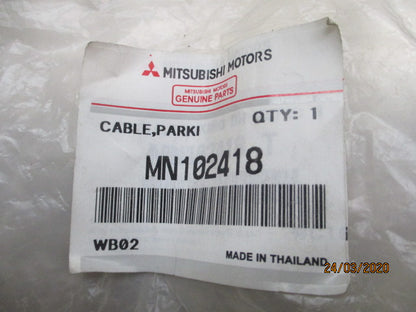 MITSUBISHI MOTORS
MITSUBISHI MOTORS
GENUINE PARTS
CABLE,PARKI QTY: 1
MN102418
WB02
MADE IN THAILAND
24/03/2020